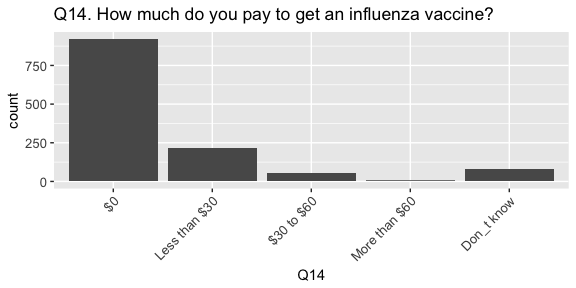 Q14. How much do you pay to get an influenza vaccine?
count
750
500
250
0
$0
Less than $30
$30 to $60
More than $60
Don_t know
Q14